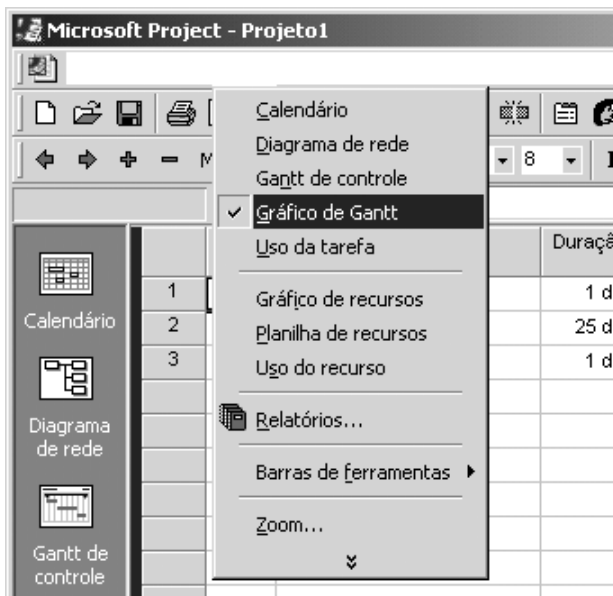 Microsoft Project - Projeto1
Calendário
Diagrama de rede
Gantt de controle
Gráfico de Gantt
Uso da tarefa
Gráfico de recursos
Planilha de recursos
Uso do recurso
Relatórios...
Barras de ferramentas
Zoom...
8
Duraçã
1 1 d
2 25 d
3 1 d
Calendário
Diagrama
de rede
Gantt de
controle